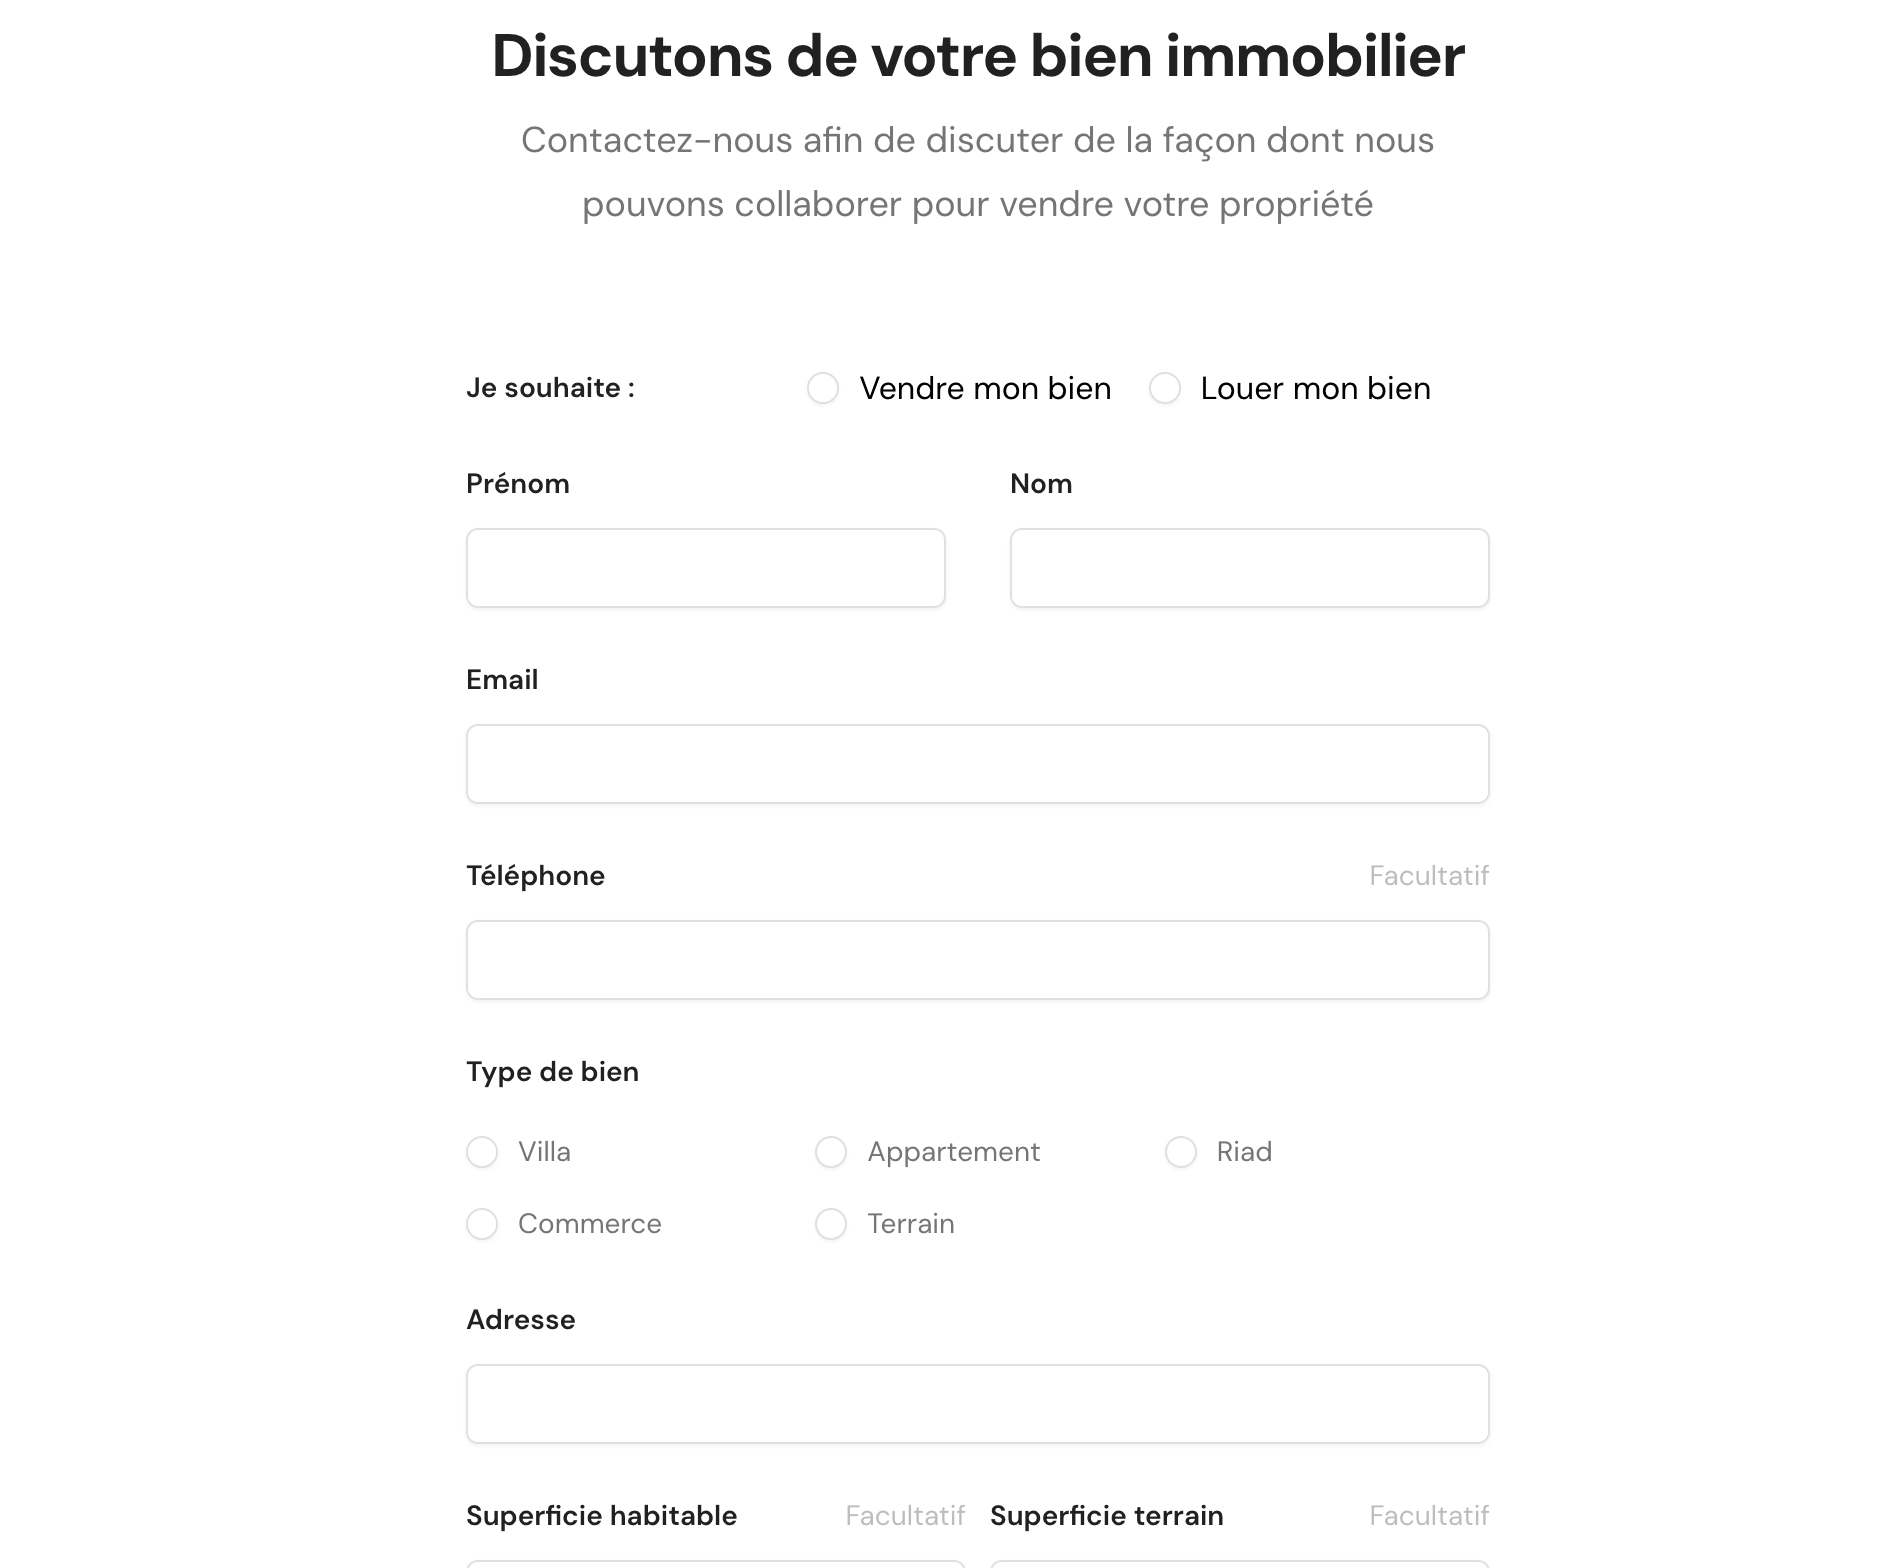 Discutons de votre bien immobilier
Contactez-nous afin de discuter de la façon dont nous
pouvons collaborer pour vendre votre propriété
Je souhaite : Vendre mon bien Louer mon bien
Prénom Nom
Email
Téléphone Facultatif
Type de bien
Villa Appartement Riad
Commerce Terrain
Adresse
Superficie habitable Facultatif Superficie terrain Facultatif